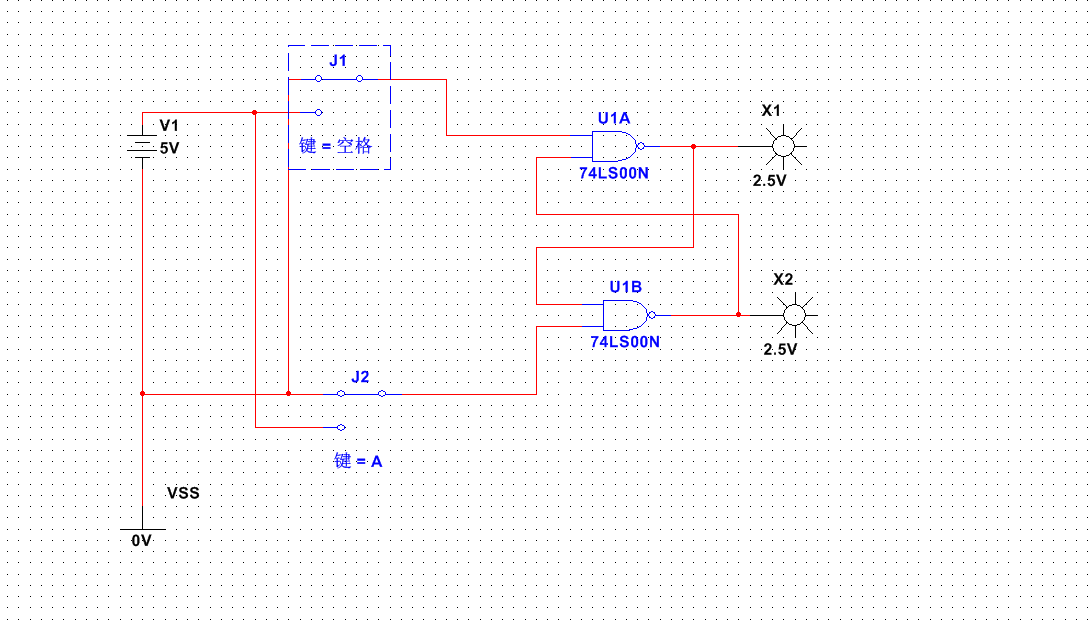 J1
V1
5V
键 = 空格
U1A
74LS00N
X1
2.5V
U1B
74LS00N
X2
2.5V
J2
键 = A
VSS
0V